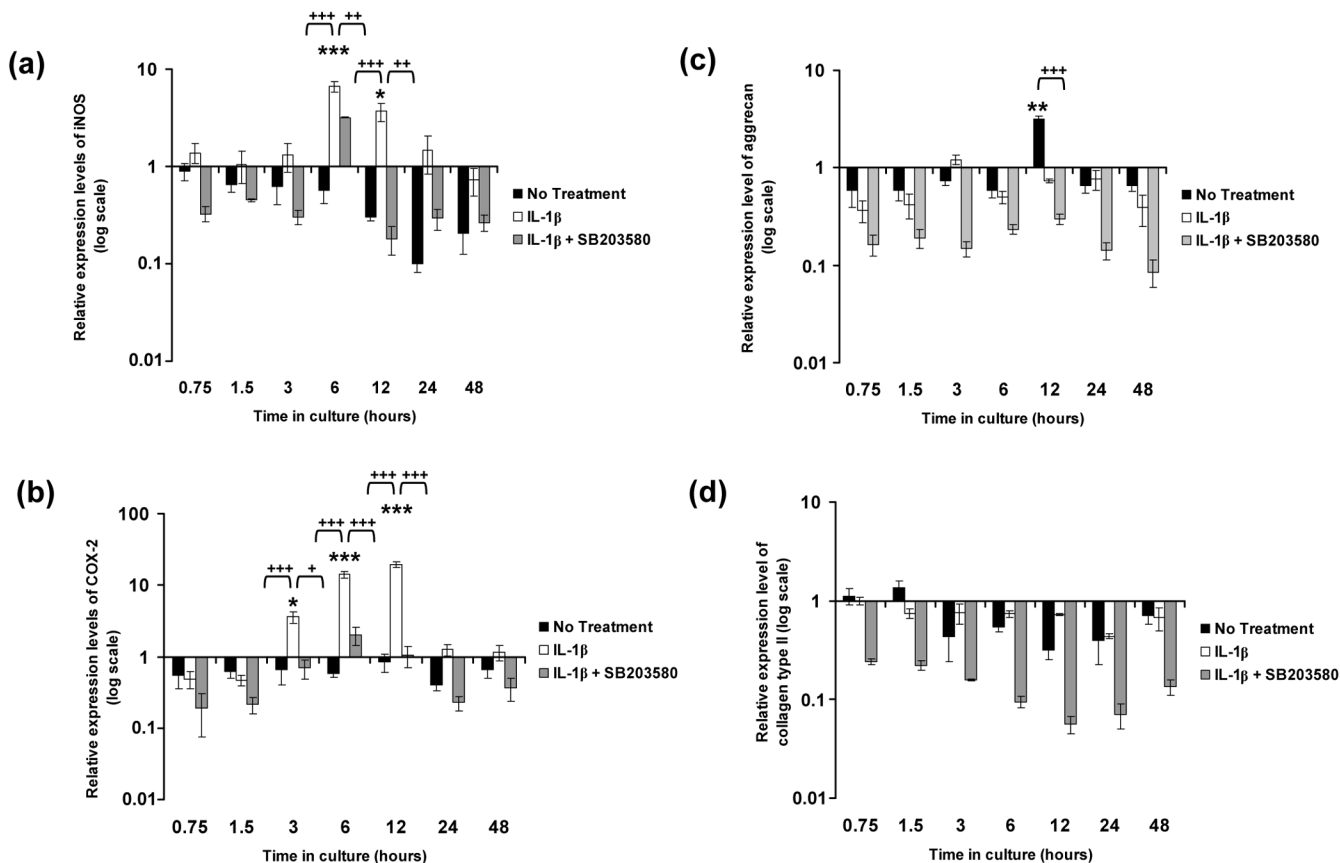 (a)
+++ ++
***
+++ ++
*
Relative expression levels of iNOS
(log scale)
10
1
0.1
0.01
0.75 1.5 3 6 12 24 48
Time in culture (hours)
No Treatment
IL-1β
IL-1β + SB203580
(c)
+++
**
Relative expression level of aggrecan
(log scale)
10
1
0.1
0.01
0.75 1.5 3 6 12 24 48
Time in culture (hours)
No Treatment
IL-1β
IL-1β + SB203580
(b)
+++ +++
***
+++ +++
***
+++ +
*
Relative expression levels of COX-2
(log scale)
100
10
1
0.1
0.01
0.75 1.5 3 6 12 24 48
Time in culture (hours)
No Treatment
IL-1β
IL-1β + SB203580
(d)
Relative expression level of
collagen type II (log scale)
10
1
0.1
0.01
0.75 1.5 3 6 12 24 48
Time in culture (hours)
No Treatment
IL-1β
IL-1β + SB203580